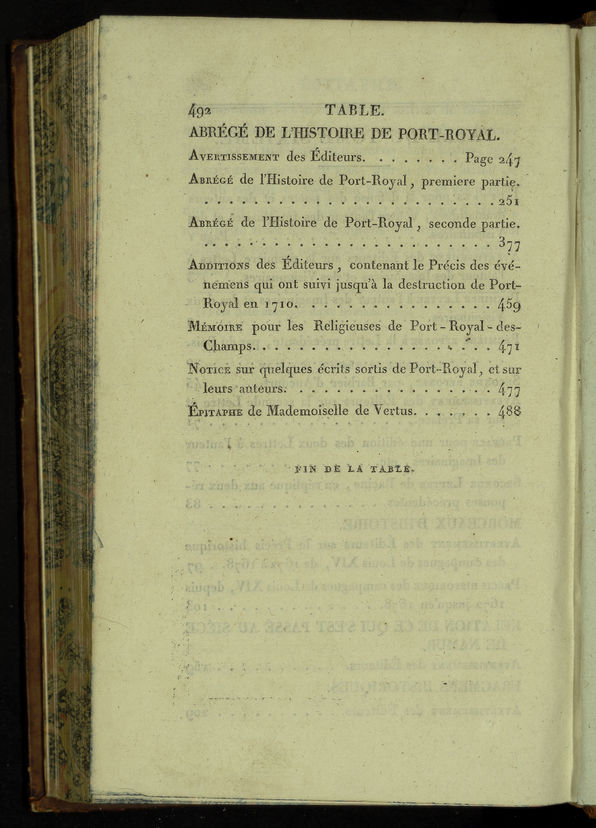 492 TABLE.
ABRÉGÉ DE L'HISTOIRE DE PORT-ROYAL.
AVERTISSEMENT des Éditeurs. . . . . . . . Page 247
ABRÉGÉ de l'Histoire de Port-Royal, premiere partie.
. . . . . . . . . . . . . . . . . . . . . . . . . 251
ABRÉGÉ de l'Histoire de Port-Royal, seconde partie.
. . . . . . . . . . . . . . . . . . . . . . . . . 377
ADDITIONS des Éditeurs, contenant le Précis des évé-
nemens qui ont suivi jusqu'à la destruction de Port-
Royal en 1710. . . . . . . . . . . . . . . . . . 459
MÉMOIRE pour les Religieuses de Port-Royal-des-
Champs. . . . . . . . . . . . . . . . . . . . . 471
NOTICE sur quelques écrits sortis de Port-Royal, et sur
leurs auteurs. . . . . . . . . . . . . . . . . . 477
ÉPITAPHE de Mademoiselle de Vertus. . . . . . . 488
FIN DE LA TABLE.